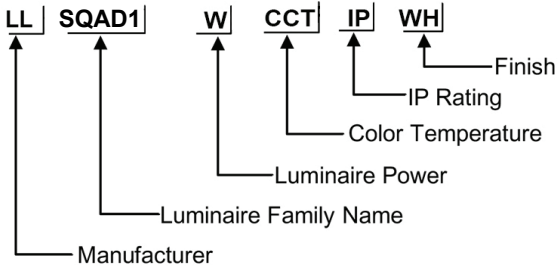 LL SQAD1 W CCT IP WH
Finish
IP Rating
Color Temperature
Luminaire Power
Luminaire Family Name
Manufacturer